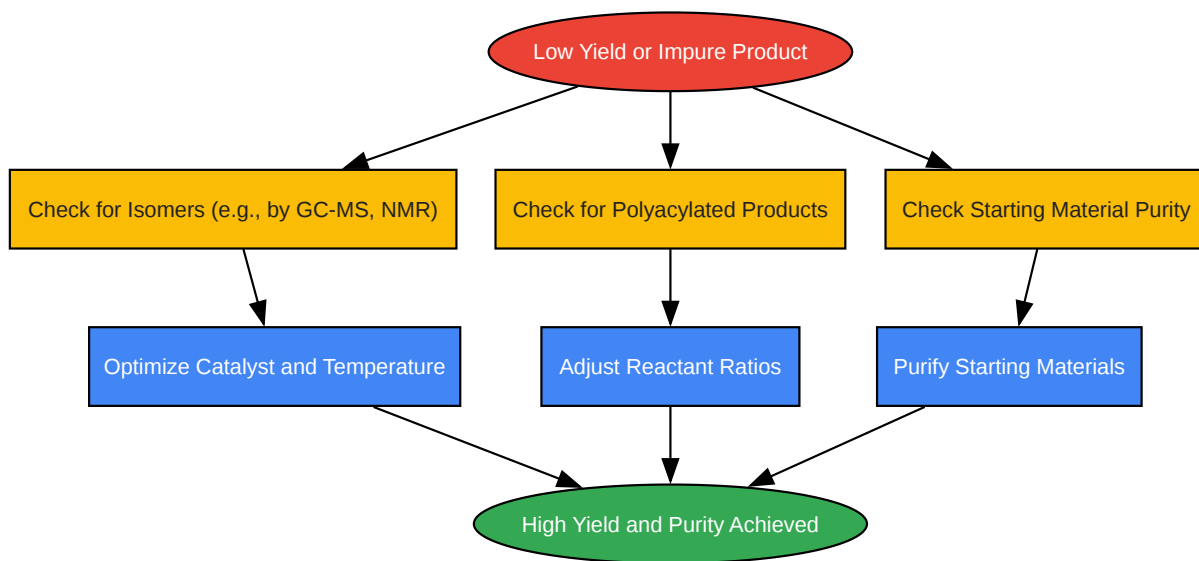 Low Yield or Impure Product
Check for Isomers (e.g., by GC-MS, NMR)
Check for Polyacylated Products
Check Starting Material Purity
Optimize Catalyst and Temperature
Adjust Reactant Ratios
Purify Starting Materials
High Yield and Purity Achieved